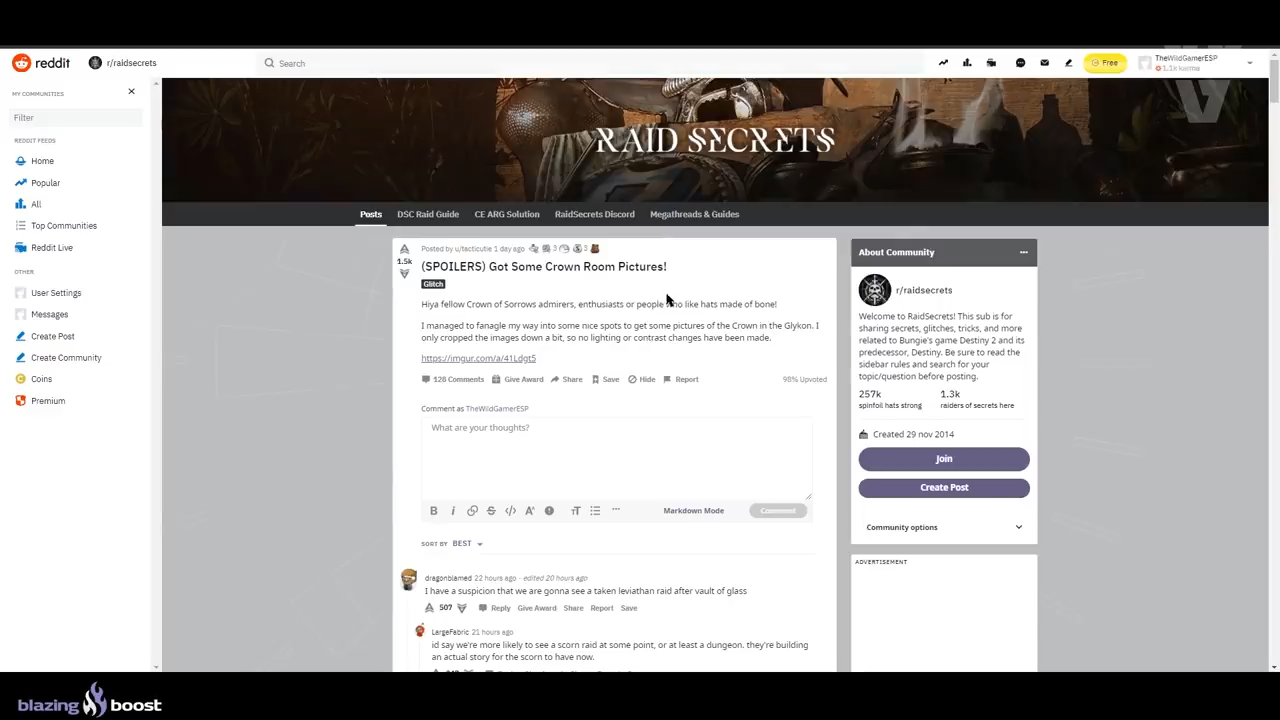 reddit
r/raidsecrets
Search
Free
TheWildGamerESP
1.1k karma
MY COMMUNITIES
Filter
REDDIT FEEDS
Home
Popular
All
Top Communities
Reddit Live
OTHER
User Settings
Messages
Create Post
Create Community
Coins
Premium
RAID SECRETS
Posts
DSC Raid Guide
CE ARG Solution
RaidSecrets Discord
Megathreads & Guides
1.5k
Posted by u/tacticutie 1 day ago 3 3
(SPOILERS) Got Some Crown Room Pictures!
Glitch
Hiya fellow Crown of Sorrows admirers, enthusiasts or people who like hats made of bone!
I managed to fanagle my way into some nice spots to get some pictures of the Crown in the Glykon. I
only cropped the images down a bit, so no lighting or contrast changes have been made.
https://imgur.com/a/41Ldgt5
128 Comments Give Award Share Save Hide Report 98% Upvoted
Comment as TheWildGamerESP
What are your thoughts?
B i S </> A T
Markdown Mode
Comment
SORT BY BEST
dragonblamed 22 hours ago · edited 20 hours ago
I have a suspicion that we are gonna see a taken leviathan raid after vault of glass
507 Reply Give Award Share Report Save
LargeFabric 21 hours ago
id say we're more likely to see a scorn raid at some point, or at least a dungeon. they're building
an actual story for the scorn to have now.
About Community
r/raidsecrets
Welcome to RaidSecrets! This sub is for
sharing secrets, glitches, tricks, and more
related to Bungie's game Destiny 2 and its
predecessor, Destiny. Be sure to read the
sidebar rules and search for your
topic/question before posting.
257k 1.3k
spinfoil hats strong raiders of secrets here
Created 29 nov 2014
Join
Create Post
Community options
ADVERTISEMENT
blazing boost